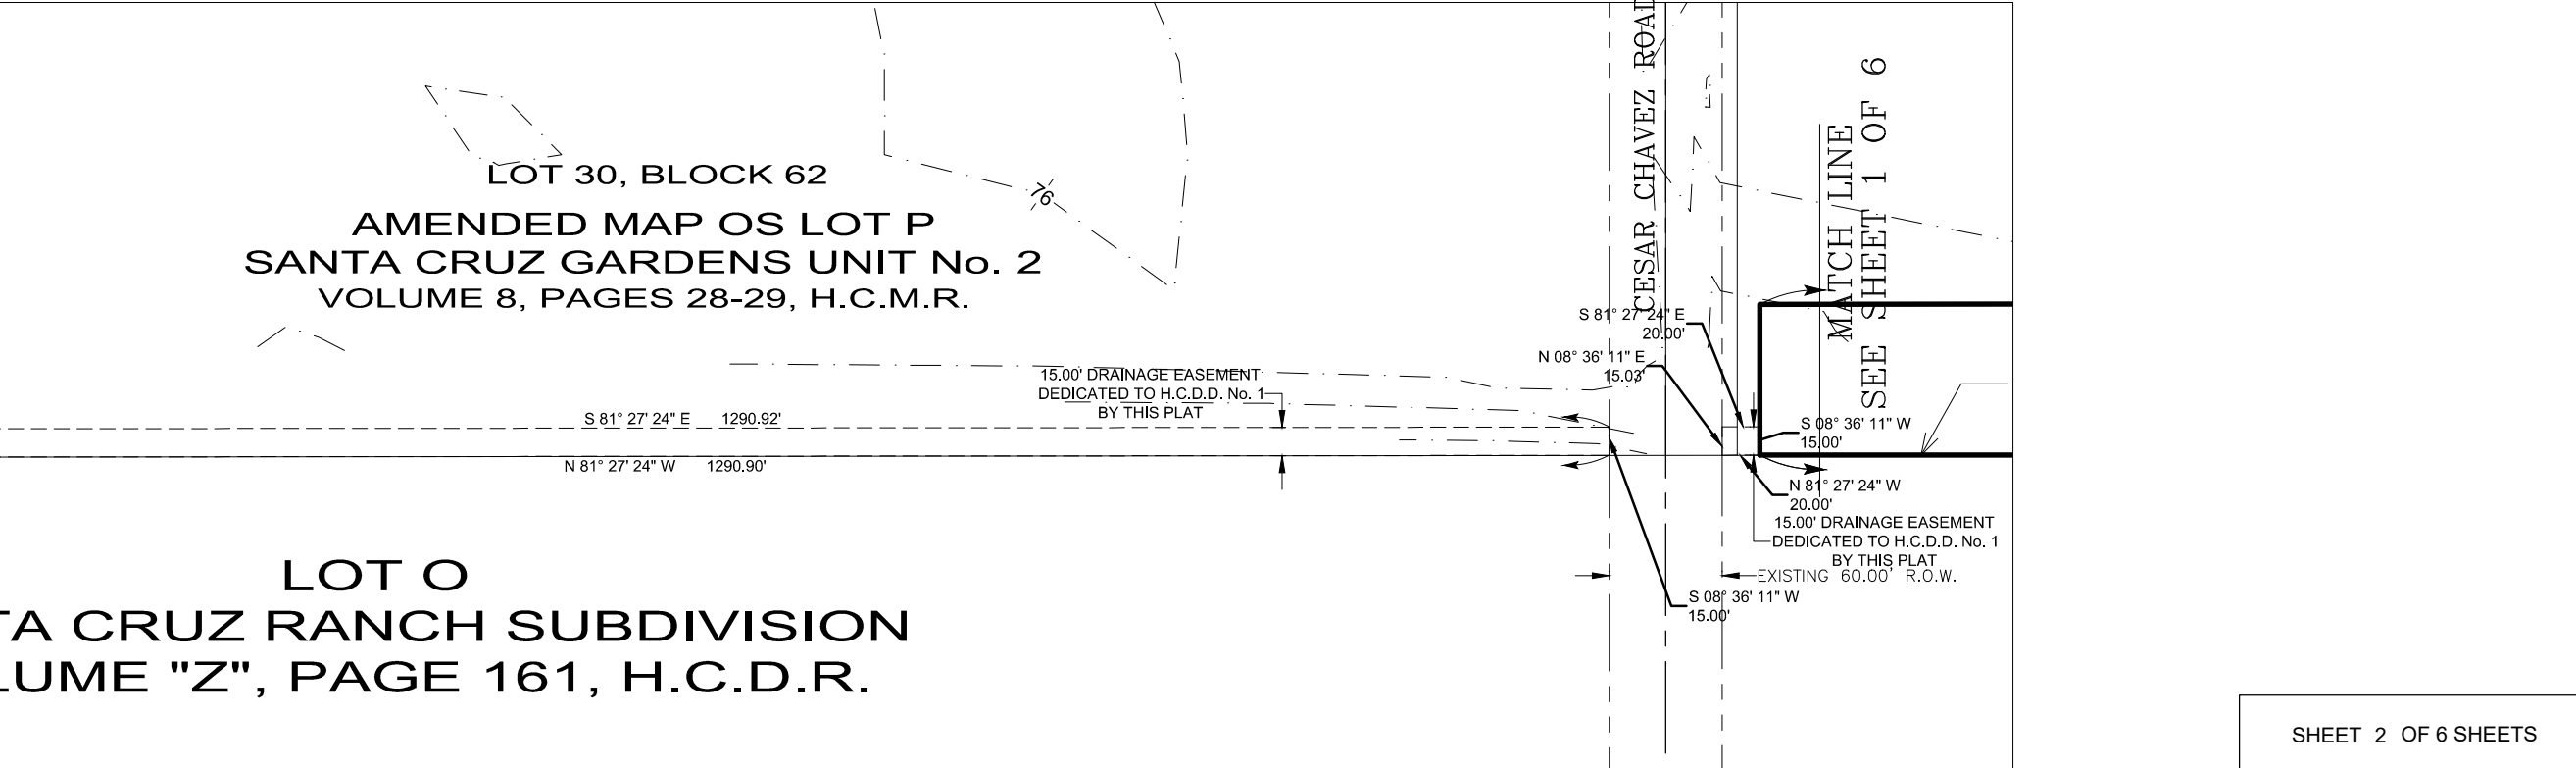 CESAR CHAVEZ ROAD
MATCH LINE
SEE SHEET 1 OF 6
LOT 30, BLOCK 62
AMENDED MAP OS LOT P
SANTA CRUZ GARDENS UNIT No. 2
VOLUME 8, PAGES 28-29, H.C.M.R.
76
S 81° 27' 24" E
20.00'
N 08° 36' 11" E
15.03'
15.00' DRAINAGE EASEMENT
DEDICATED TO H.C.D.D. No. 1
BY THIS PLAT
S 81° 27' 24" E 1290.92'
N 81° 27' 24" W 1290.90'
S 08° 36' 11" W
15.00'
N 81° 27' 24" W
20.00'
15.00' DRAINAGE EASEMENT
DEDICATED TO H.C.D.D. No. 1
BY THIS PLAT
EXISTING 60.00' R.O.W.
S 08° 36' 11" W
15.00'
LOT O
TA CRUZ RANCH SUBDIVISION
LUME "Z", PAGE 161, H.C.D.R.
SHEET 2 OF 6 SHEETS